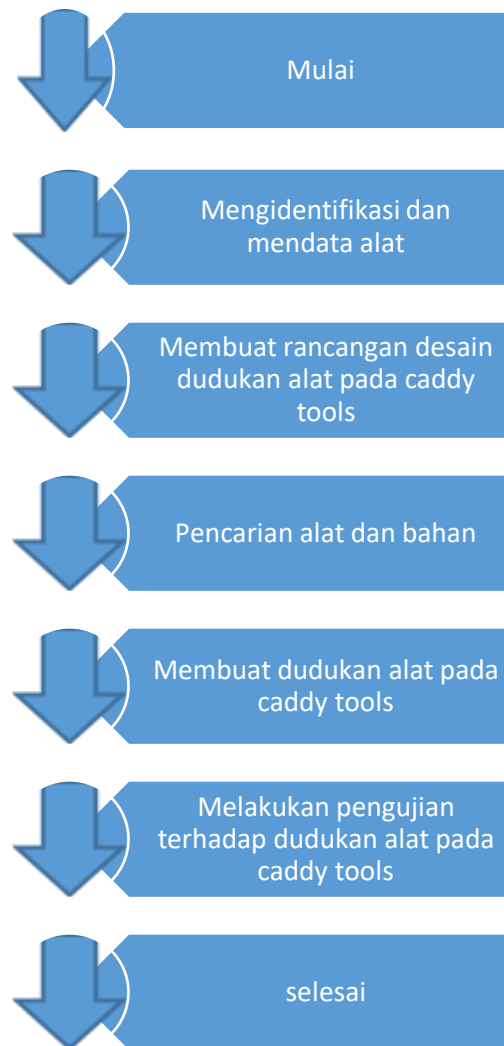 Mulai
Mengidentifikasi dan
mendata alat
Membuat rancangan desain
dudukan alat pada caddy
tools
Pencarian alat dan bahan
Membuat dudukan alat pada
caddy tools
Melakukan pengujian
terhadap dudukan alat pada
caddy tools
selesai